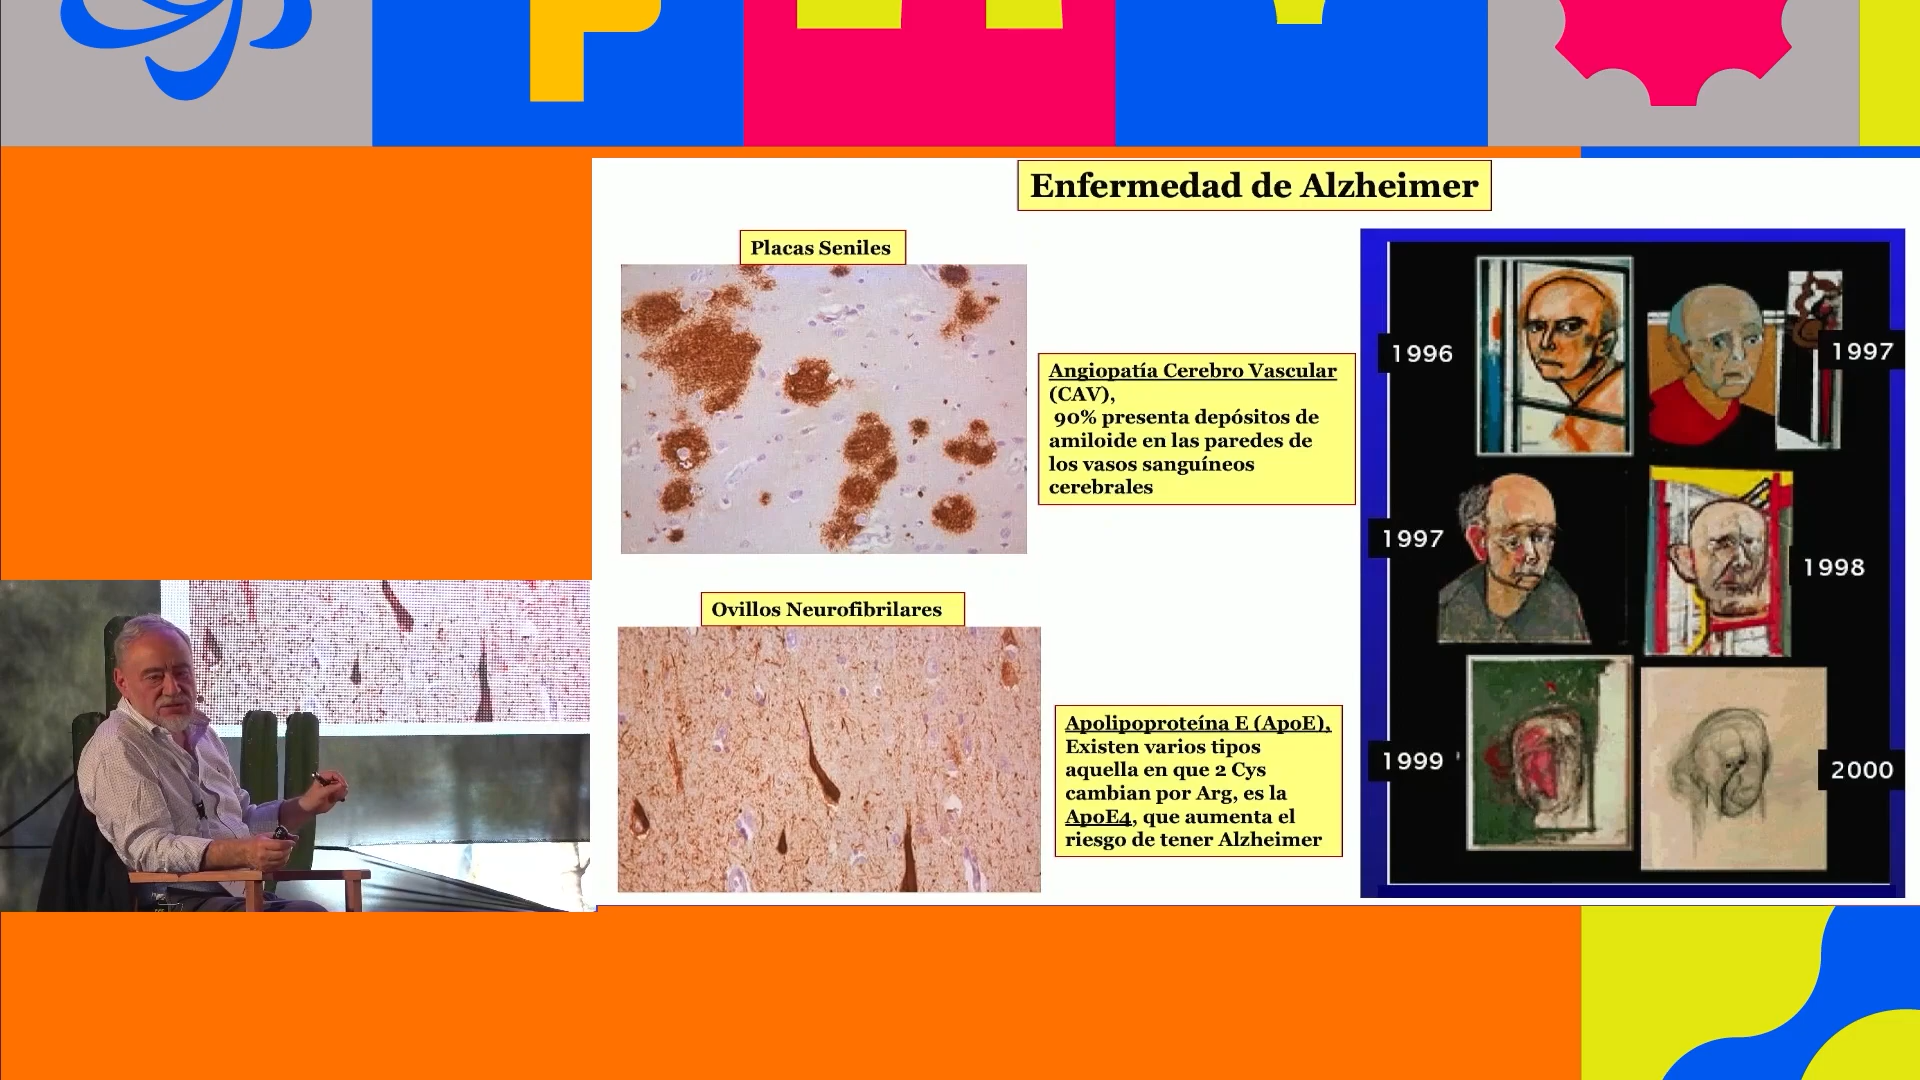 Enfermedad de Alzheimer
Placas Seniles
Angiopatía Cerebro Vascular
(CAV),
90% presenta depósitos de
amiloide en las paredes de
los vasos sanguíneos
cerebrales
Ovillos Neurofibrilares
Apolipoproteína E (ApoE),
Existen varios tipos
aquella en que 2 Cys
cambian por Arg, es la
ApoE4, que aumenta el
riesgo de tener Alzheimer
1996
1997
1997
1998
1999
2000